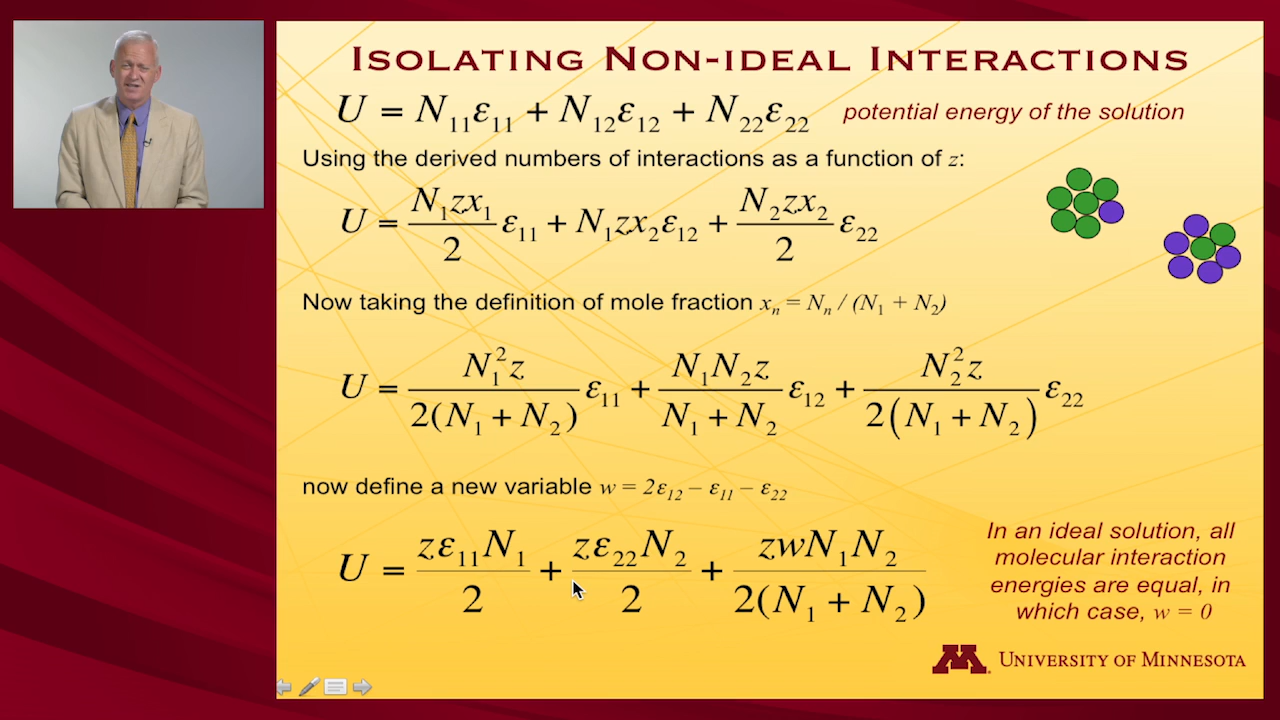 ISOLATING NON-IDEAL INTERACTIONS
U = N₁₁ε₁₁ + N₁₂ε₁₂ + N₂₂ε₂₂ potential energy of the solution
Using the derived numbers of interactions as a function of z:
U = N₁zx₁/2 ε₁₁ + N₁zx₂ε₁₂ + N₂zx₂/2 ε₂₂
Now taking the definition of mole fraction xₙ = Nₙ / (N₁ + N₂)
U = N₁²z/2(N₁ + N₂) ε₁₁ + N₁N₂z/N₁ + N₂ ε₁₂ + N₂²z/2(N₁ + N₂) ε₂₂
now define a new variable w = 2ε₁₂ – ε₁₁ – ε₂₂
U = zε₁₁N₁/2 + zε₂₂N₂/2 + zwN₁N₂/2(N₁ + N₂)
In an ideal solution, all
molecular interaction
energies are equal, in
which case, w = 0
M UNIVERSITY OF MINNESOTA